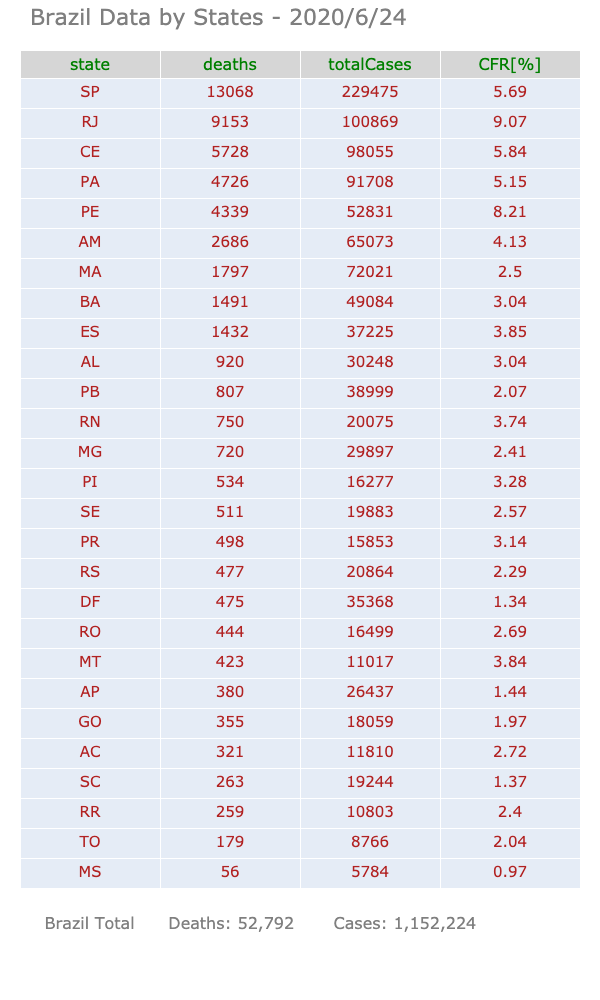 Brazil Data by States - 2020/6/24
state deaths totalCases CFR[%]
SP 13068 229475 5.69
RJ 9153 100869 9.07
CE 5728 98055 5.84
PA 4726 91708 5.15
PE 4339 52831 8.21
AM 2686 65073 4.13
MA 1797 72021 2.5
BA 1491 49084 3.04
ES 1432 37225 3.85
AL 920 30248 3.04
PB 807 38999 2.07
RN 750 20075 3.74
MG 720 29897 2.41
PI 534 16277 3.28
SE 511 19883 2.57
PR 498 15853 3.14
RS 477 20864 2.29
DF 475 35368 1.34
RO 444 16499 2.69
MT 423 11017 3.84
AP 380 26437 1.44
GO 355 18059 1.97
AC 321 11810 2.72
SC 263 19244 1.37
RR 259 10803 2.4
TO 179 8766 2.04
MS 56 5784 0.97
Brazil Total Deaths: 52,792 Cases: 1,152,224